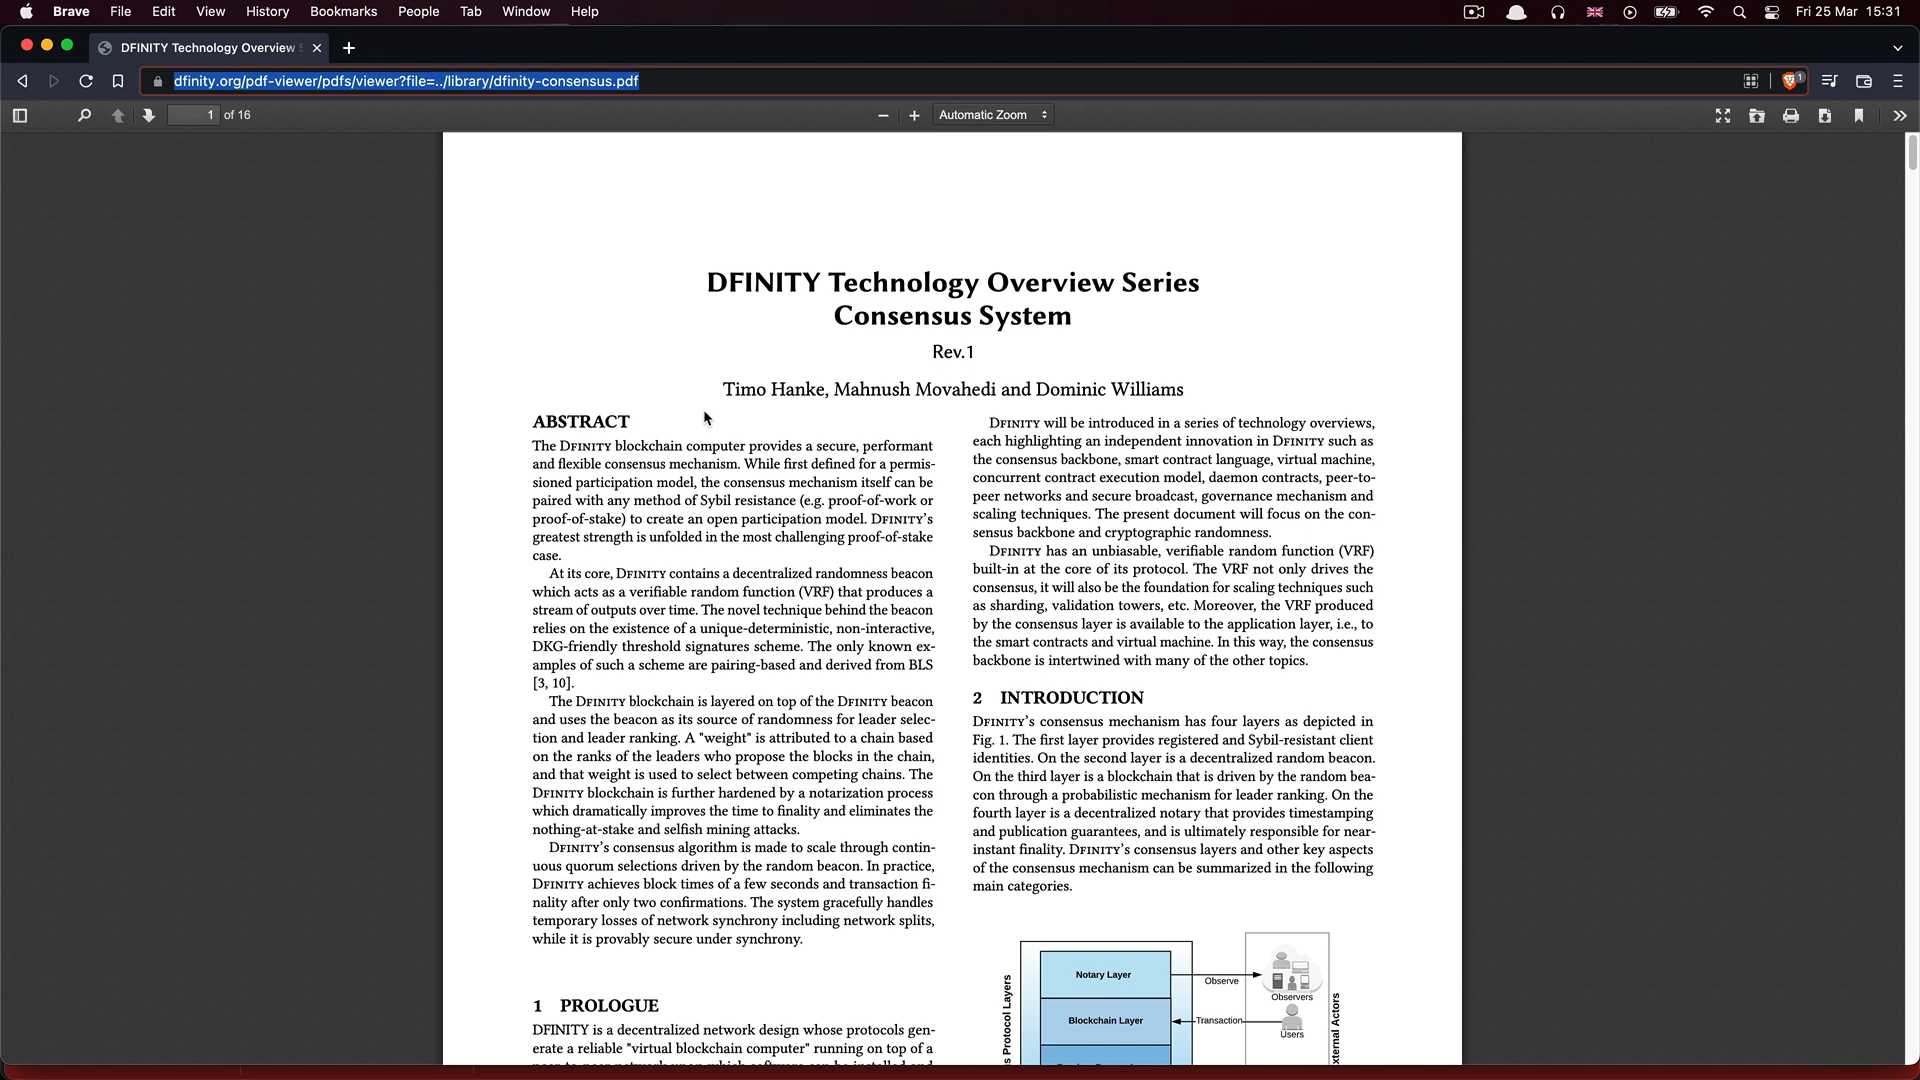 Brave File Edit View History Bookmarks People Tab Window Help Fri 25 Mar 15:31
DFINITY Technology Overview S
dfinity.org/pdf-viewer/pdfs/viewer?file=../library/dfinity-consensus.pdf 1
1 of 16 Automatic Zoom
DFINITY Technology Overview Series
Consensus System
Rev.1
Timo Hanke, Mahnush Movahedi and Dominic Williams
ABSTRACT
The DFINITY blockchain computer provides a secure, performant
and flexible consensus mechanism. While first defined for a permis-
sioned participation model, the consensus mechanism itself can be
paired with any method of Sybil resistance (e.g. proof-of-work or
proof-of-stake) to create an open participation model. DFINITY's
greatest strength is unfolded in the most challenging proof-of-stake
case.
At its core, DFINITY contains a decentralized randomness beacon
which acts as a verifiable random function (VRF) that produces a
stream of outputs over time. The novel technique behind the beacon
relies on the existence of a unique-deterministic, non-interactive,
DKG-friendly threshold signatures scheme. The only known ex-
amples of such a scheme are pairing-based and derived from BLS
[3, 10].
The DFINITY blockchain is layered on top of the DFINITY beacon
and uses the beacon as its source of randomness for leader selec-
tion and leader ranking. A "weight" is attributed to a chain based
on the ranks of the leaders who propose the blocks in the chain,
and that weight is used to select between competing chains. The
DFINITY blockchain is further hardened by a notarization process
which dramatically improves the time to finality and eliminates the
nothing-at-stake and selfish mining attacks.
DFINITY's consensus algorithm is made to scale through contin-
uous quorum selections driven by the random beacon. In practice,
DFINITY achieves block times of a few seconds and transaction fi-
nality after only two confirmations. The system gracefully handles
temporary losses of network synchrony including network splits,
while it is provably secure under synchrony.
1 PROLOGUE
DFINITY is a decentralized network design whose protocols gen-
erate a reliable "virtual blockchain computer" running on top of a
DFINITY will be introduced in a series of technology overviews,
each highlighting an independent innovation in DFINITY such as
the consensus backbone, smart contract language, virtual machine,
concurrent contract execution model, daemon contracts, peer-to-
peer networks and secure broadcast, governance mechanism and
scaling techniques. The present document will focus on the con-
sensus backbone and cryptographic randomness.
DFINITY has an unbiasable, verifiable random function (VRF)
built-in at the core of its protocol. The VRF not only drives the
consensus, it will also be the foundation for scaling techniques such
as sharding, validation towers, etc. Moreover, the VRF produced
by the consensus layer is available to the application layer, i.e., to
the smart contracts and virtual machine. In this way, the consensus
backbone is intertwined with many of the other topics.
2 INTRODUCTION
DFINITY's consensus mechanism has four layers as depicted in
Fig. 1. The first layer provides registered and Sybil-resistant client
identities. On the second layer is a decentralized random beacon.
On the third layer is a blockchain that is driven by the random bea-
con through a probabilistic mechanism for leader ranking. On the
fourth layer is a decentralized notary that provides timestamping
and publication guarantees, and is ultimately responsible for near-
instant finality. DFINITY's consensus layers and other key aspects
of the consensus mechanism can be summarized in the following
main categories.
Notary Layer
Observe
Observers
Blockchain Layer
Transaction
Users
Protocol Layers
Actors